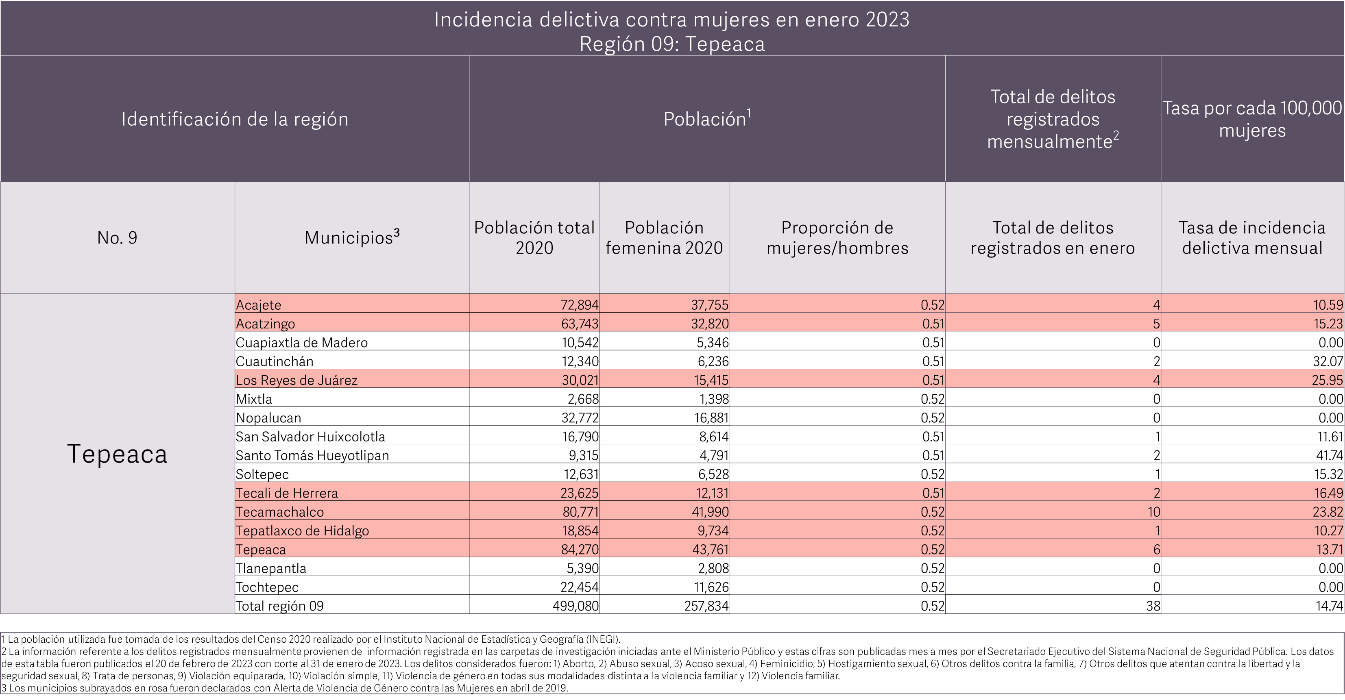 Incidencia delictiva contra mujeres en enero 2023
Región 09: Tepeaca
Identificación de la región Población1 Total de delitos registrados mensualmente2 Tasa por cada 100,000 mujeres
No. 9 Municipios3 Población total 2020 Población femenina 2020 Proporción de mujeres/hombres Total de delitos registrados en enero Tasa de incidencia delictiva mensual
Tepeaca
Acajete 72,894 37,755 0.52 4 10.59
Acatzingo 63,743 32,820 0.51 5 15.23
Cuapiaxtla de Madero 10,542 5,346 0.51 0 0.00
Cuautinchán 12,340 6,236 0.51 2 32.07
Los Reyes de Juárez 30,021 15,415 0.51 4 25.95
Mixtla 2,668 1,398 0.52 0 0.00
Nopalucan 32,772 16,881 0.52 0 0.00
San Salvador Huixcolotla 16,790 8,614 0.51 1 11.61
Santo Tomás Hueyotlipan 9,315 4,791 0.51 2 41.74
Soltepec 12,631 6,528 0.52 1 15.32
Tecali de Herrera 23,625 12,131 0.51 2 16.49
Tecamachalco 80,771 41,990 0.52 10 23.82
Tepatlaxco de Hidalgo 18,854 9,734 0.52 1 10.27
Tepeaca 84,270 43,761 0.52 6 13.71
Tlanepantla 5,390 2,808 0.52 0 0.00
Tochtepec 22,454 11,626 0.52 0 0.00
Total región 09 499,080 257,834 0.52 38 14.74
1 La población utilizada fue tomada de los resultados del Censo 2020 realizado por el Instituto Nacional de Estadística y Geografía (INEGI).
2 La información referente a los delitos registrados mensualmente provienen de información registrada en las carpetas de investigación iniciadas ante el Ministerio Público y estas cifras son publicadas mes a mes por el Secretariado Ejecutivo del Sistema Nacional de Seguridad Pública. Los datos
de esta tabla fueron publicados el 20 de febrero de 2023 con corte al 31 de enero de 2023. Los delitos considerados fueron: 1) Aborto, 2) Abuso sexual, 3) Acoso sexual, 4) Feminicidio, 5) Hostigamiento sexual, 6) Otros delitos contra la familia, 7) Otros delitos que atentan contra la libertad y la
seguridad sexual, 8) Trata de personas, 9) Violación equiparada, 10) Violación simple, 11) Violencia de género en todas sus modalidades distinta a la violencia familiar y 12) Violencia familiar.
3 Los municipios subrayados en rosa fueron declarados con Alerta de Violencia de Género contra las Mujeres en abril de 2019.